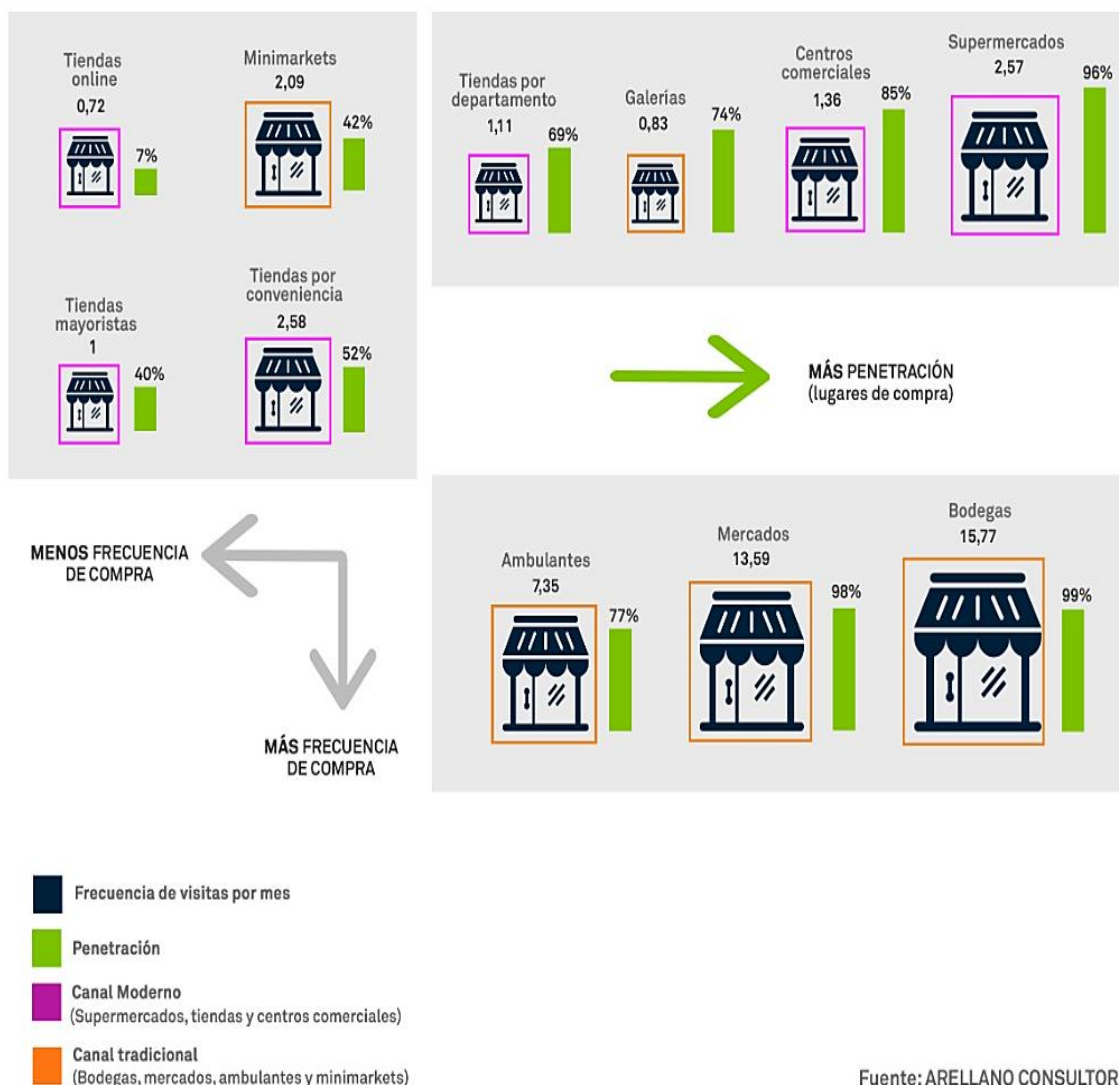 Tiendas
online
0,72
7%
Minimarkets
2,09
42%
Tiendas
mayoristas
1
40%
Tiendas por
conveniencia
2,58
52%
Tiendas por
departamento
1,11
69%
Galerías
0,83
74%
Centros
comerciales
1,36
85%
Supermercados
2,57
96%
MÁS PENETRACIÓN
(lugares de compra)
MENOS FRECUENCIA
DE COMPRA
MÁS FRECUENCIA
DE COMPRA
Ambulantes
7,35
77%
Mercados
13,59
98%
Bodegas
15,77
99%
Frecuencia de visitas por mes
Penetración
Canal Moderno
(Supermercados, tiendas y centros comerciales)
Canal tradicional
(Bodegas, mercados, ambulantes y minimarkets)
Fuente: ARELLANO CONSULTOR